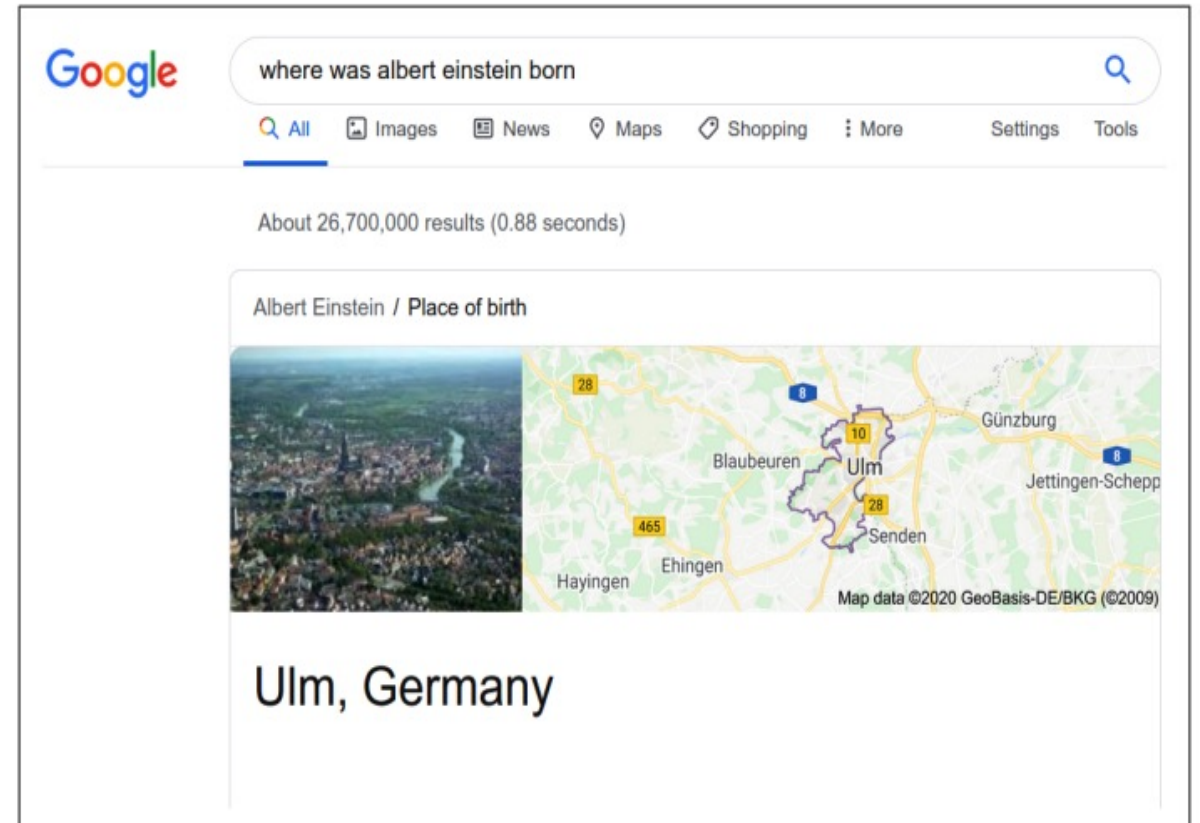 Google
where was albert einstein born
All Images News Maps Shopping More Settings Tools
About 26,700,000 results (0.88 seconds)
Albert Einstein / Place of birth
28
8
Günzburg
10
Blaubeuren
Ulm
8
Jettingen-Schepp
28
465
Senden
Ehingen
Hayingen
Map data ©2020 GeoBasis-DE/BKG (©2009)
Ulm, Germany